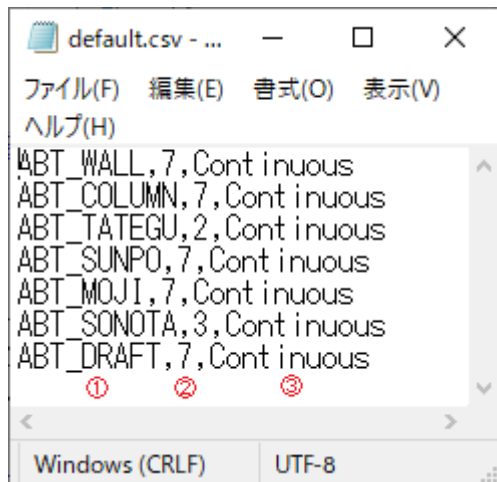 default.csv - ...
ファイル(F) 編集(E) 書式(O) 表示(V)
ヘルプ(H)
ABT_WALL,7,Continuous
ABT_COLUMN,7,Continuous
ABT_TATEGU,2,Continuous
ABT_SUNPO,7,Continuous
ABT_MOJI,7,Continuous
ABT_SONOTA,3,Continuous
ABT_DRAFT,7,Continuous
① ② ③
Windows (CRLF) UTF-8